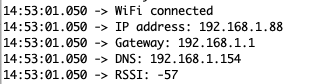 14:53:01.050 -> WiFi connected
14:53:01.050 -> IP address: 192.168.1.88
14:53:01.050 -> Gateway: 192.168.1.1
14:53:01.050 -> DNS: 192.168.1.154
14:53:01.050 -> RSSI: -57